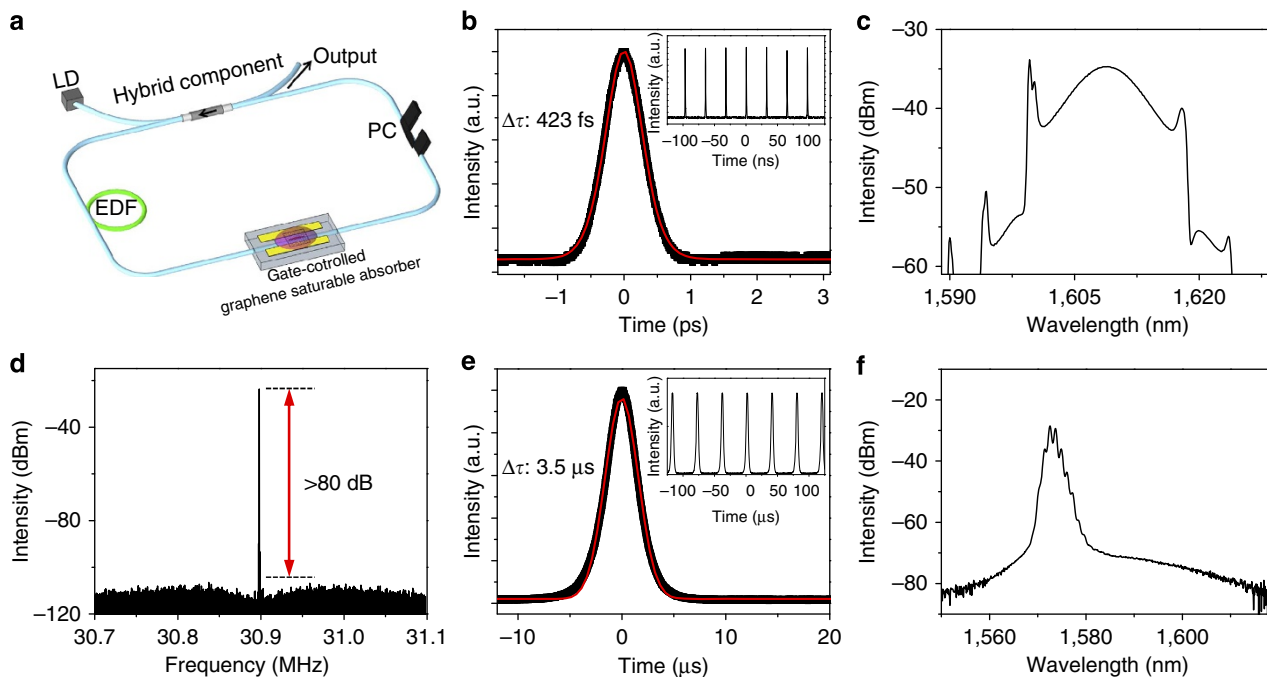 a
LD
Hybrid component
Output
PC
EDF
Gate-cotrolled
graphene saturable absorber
b
Intensity (a.u.)
Δτ: 423 fs
Intensity (a.u.)
−100 −50 0 50 100
Time (ns)
−1 0 1 2 3
Time (ps)
c
Intensity (dBm)
−30
−40
−50
−60
1,590 1,605 1,620
Wavelength (nm)
d
Intensity (dBm)
−40
−80
−120
>80 dB
30.7 30.8 30.9 31.0 31.1
Frequency (MHz)
e
Intensity (a.u.)
Δτ: 3.5 μs
Intensity (a.u.)
−100 −50 0 50 100
Time (μs)
−10 0 10 20
Time (μs)
f
Intensity (dBm)
−20
−40
−60
−80
1,560 1,580 1,600
Wavelength (nm)